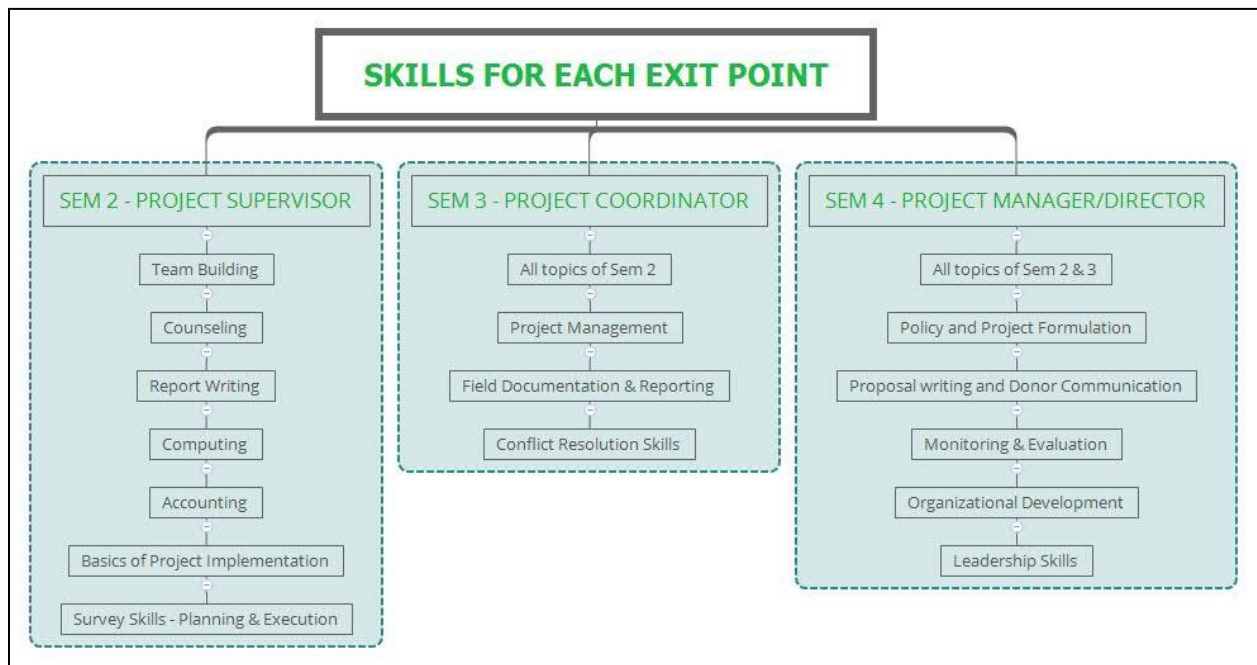 SKILLS FOR EACH EXIT POINT
SEM 2 - PROJECT SUPERVISOR
Team Building
Counseling
Report Writing
Computing
Accounting
Basics of Project Implementation
Survey Skills - Planning & Execution
SEM 3 - PROJECT COORDINATOR
All topics of Sem 2
Project Management
Field Documentation & Reporting
Conflict Resolution Skills
SEM 4 - PROJECT MANAGER/DIRECTOR
All topics of Sem 2 & 3
Policy and Project Formulation
Proposal writing and Donor Communication
Monitoring & Evaluation
Organizational Development
Leadership Skills